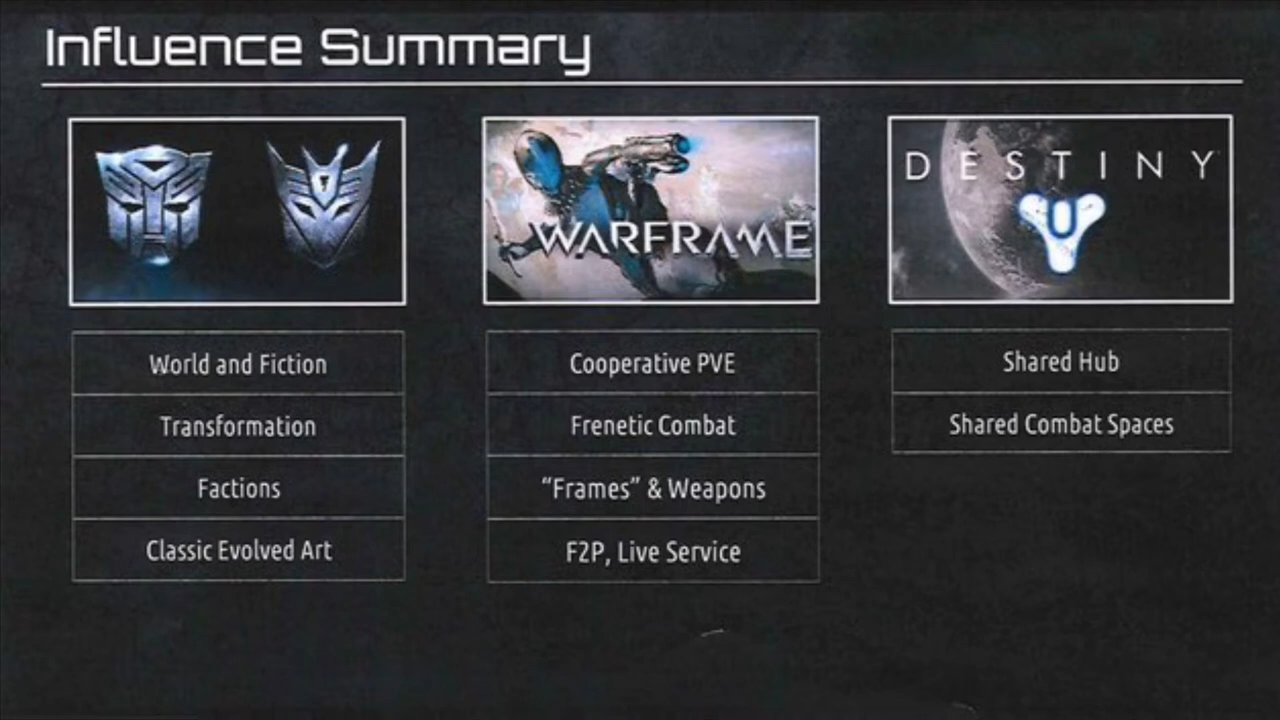 Influence Summary
WARFRAME
DESTINY
World and Fiction
Transformation
Factions
Classic Evolved Art
Cooperative PVE
Frenetic Combat
“Frames” & Weapons
F2P, Live Service
Shared Hub
Shared Combat Spaces